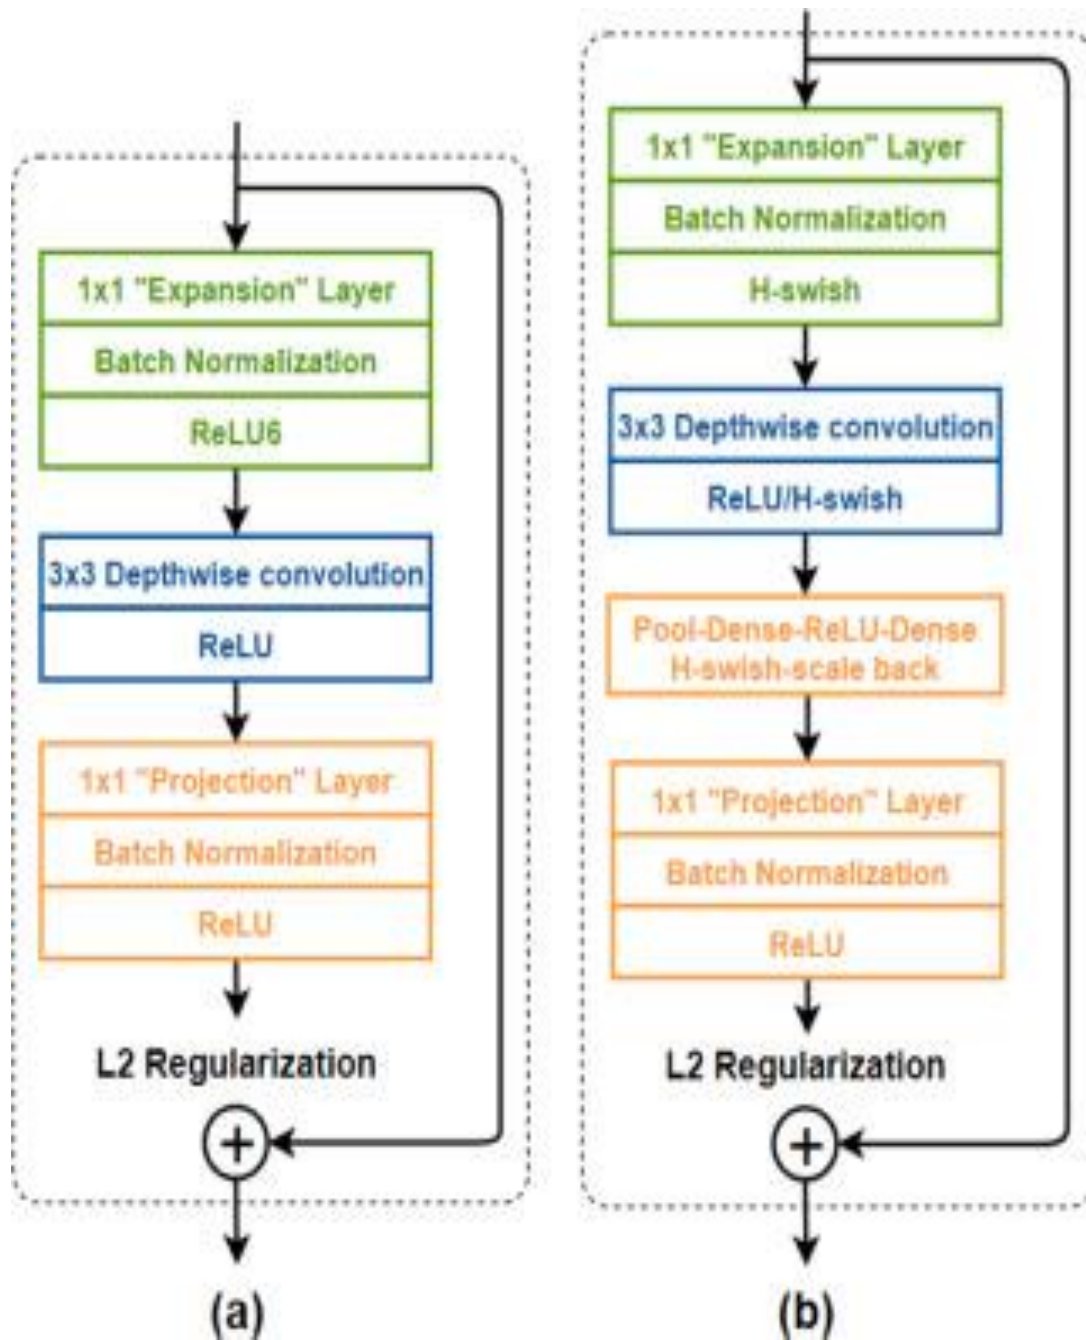 1x1 "Expansion" Layer
Batch Normalization
ReLU6
3x3 Depthwise convolution
ReLU
1x1 "Projection" Layer
Batch Normalization
ReLU
L2 Regularization
+
(a)
1x1 "Expansion" Layer
Batch Normalization
H-swish
3x3 Depthwise convolution
ReLU/H-swish
Pool-Dense-ReLU-Dense
H-swish-scale back
1x1 "Projection" Layer
Batch Normalization
ReLU
L2 Regularization
+
(b)